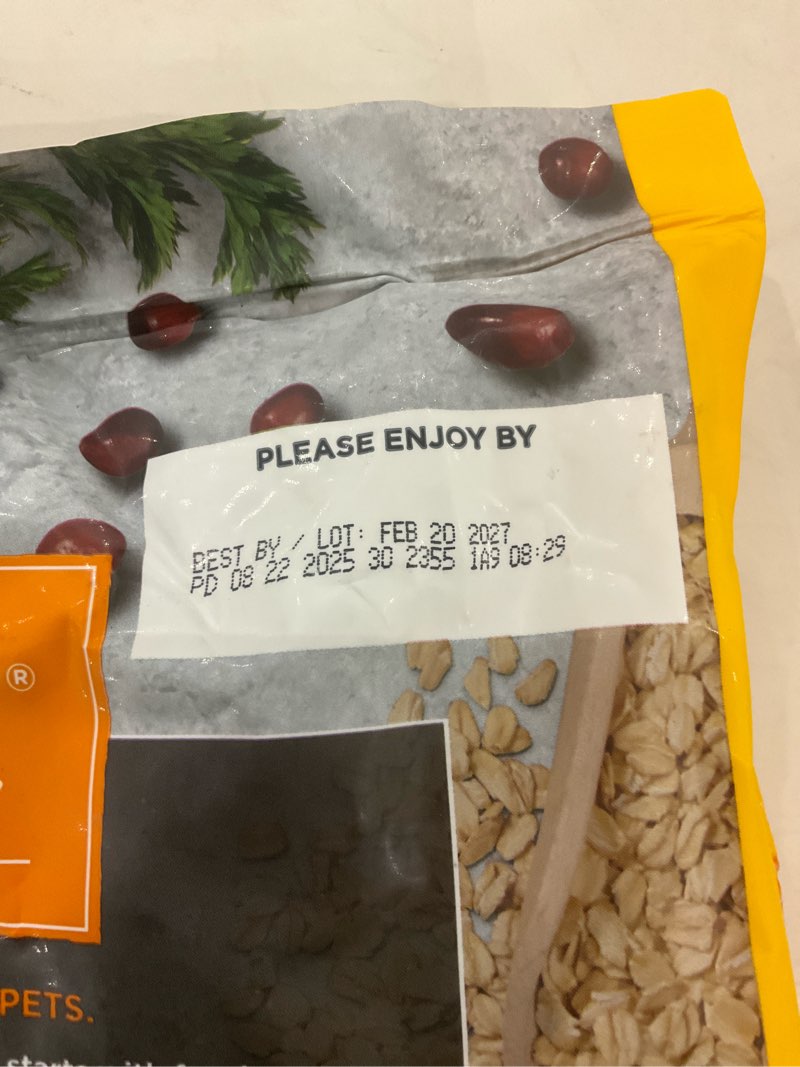 PLEASE ENJOY BY
BEST BY / LOT: FEB 20 2027
PD 08 22 2025 30 2355 1A9 08:29
®
PETS.